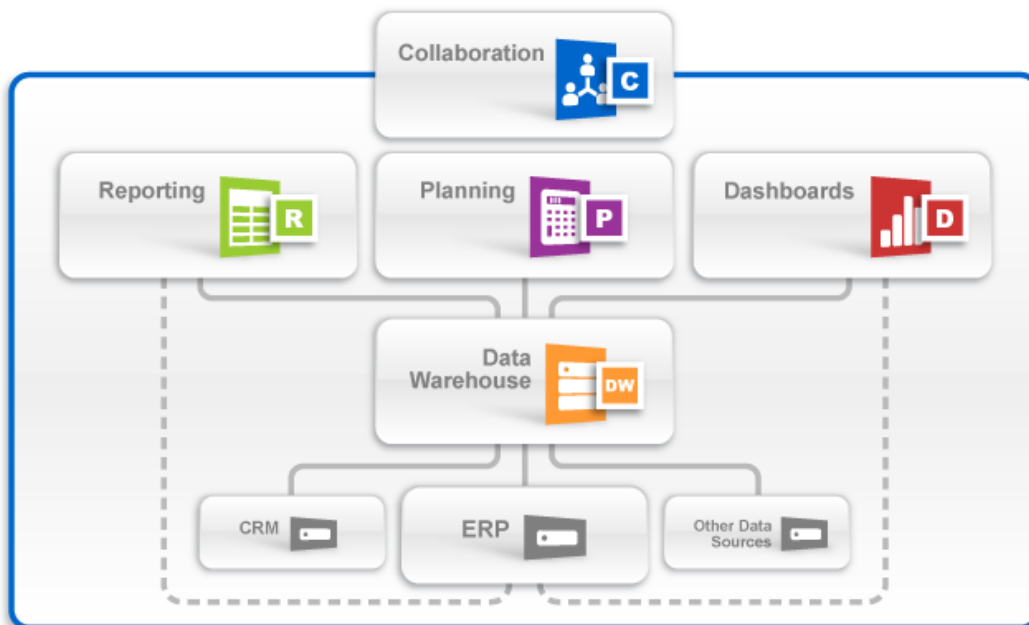 Collaboration
C
Reporting
R
Planning
P
Dashboards
D
Data
Warehouse
DW
CRM
ERP
Other Data
Sources